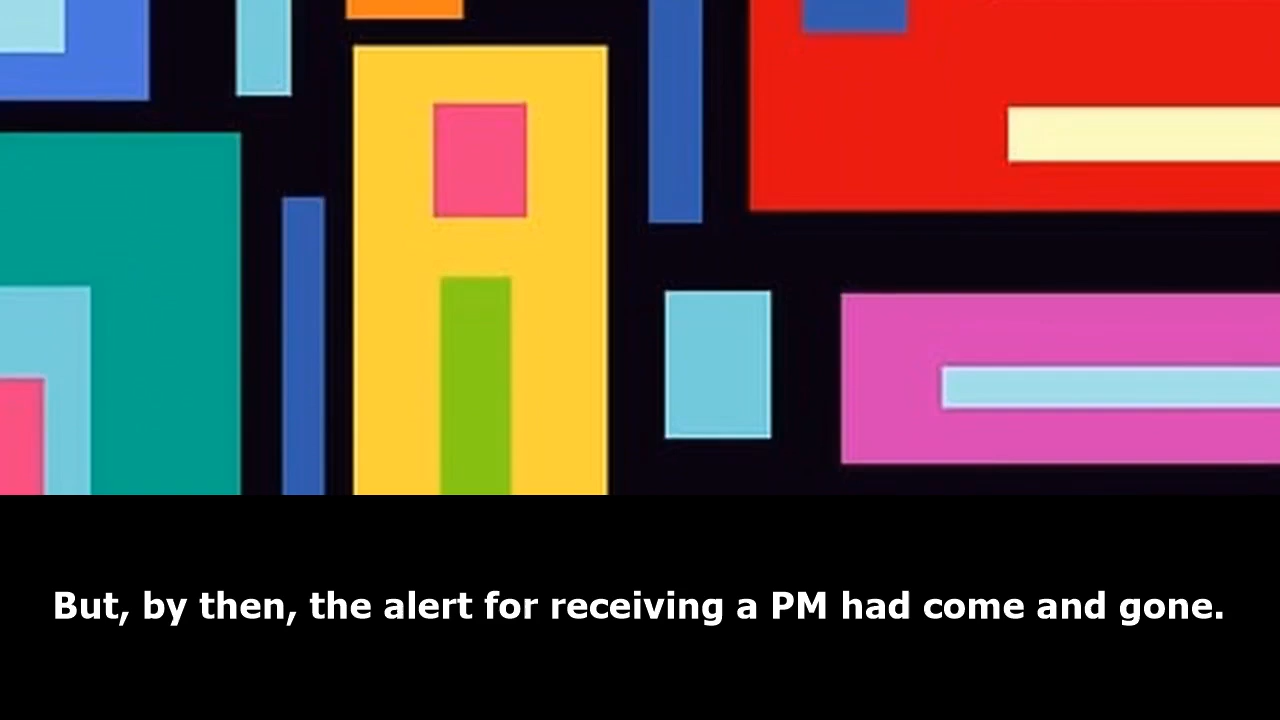 But, by then, the alert for receiving a PM had come and gone.